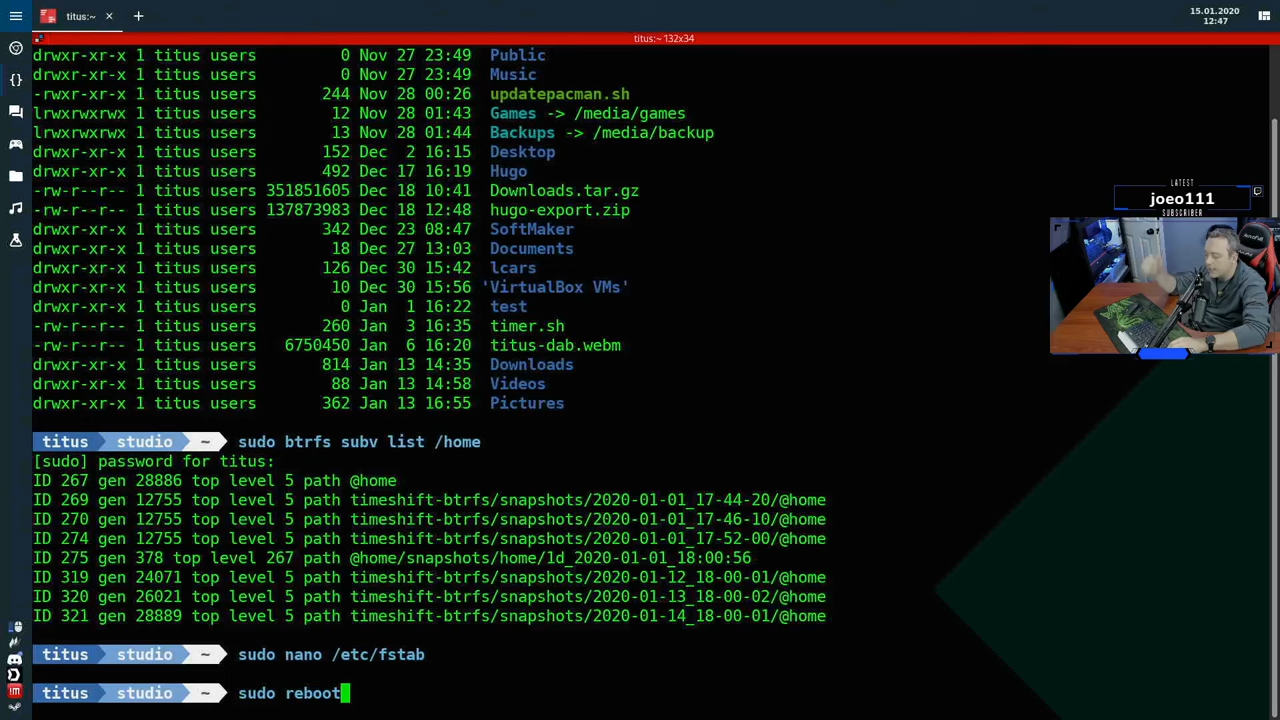 titus:~
15.01.2020
12:47
titus:~ 132x34
drwxr-xr-x 1 titus users 0 Nov 27 23:49 Public
drwxr-xr-x 1 titus users 0 Nov 27 23:49 Music
-rwxr-xr-x 1 titus users 244 Nov 28 00:26 updatepacman.sh
lrwxrwxrwx 1 titus users 12 Nov 28 01:43 Games -> /media/games
lrwxrwxrwx 1 titus users 13 Nov 28 01:44 Backups -> /media/backup
drwxr-xr-x 1 titus users 152 Dec 2 16:15 Desktop
drwxr-xr-x 1 titus users 492 Dec 17 16:19 Hugo
-rw-r--r-- 1 titus users 351851605 Dec 18 10:41 Downloads.tar.gz
-rw-r--r-- 1 titus users 137873983 Dec 18 12:48 hugo-export.zip
drwxr-xr-x 1 titus users 342 Dec 23 08:47 SoftMaker
drwxr-xr-x 1 titus users 18 Dec 27 13:03 Documents
drwxr-xr-x 1 titus users 126 Dec 30 15:42 lcars
drwxr-xr-x 1 titus users 10 Dec 30 15:56 'VirtualBox VMs'
drwxr-xr-x 1 titus users 0 Jan 1 16:22 test
-rw-r--r-- 1 titus users 260 Jan 3 16:35 timer.sh
-rw-r--r-- 1 titus users 6750450 Jan 6 16:20 titus-dab.webm
drwxr-xr-x 1 titus users 814 Jan 13 14:35 Downloads
drwxr-xr-x 1 titus users 88 Jan 13 14:58 Videos
drwxr-xr-x 1 titus users 362 Jan 13 16:55 Pictures
LATEST
joeo111
SUBSCRIBER
titus studio ~ sudo btrfs subv list /home
[sudo] password for titus:
ID 267 gen 28886 top level 5 path @home
ID 269 gen 12755 top level 5 path timeshift-btrfs/snapshots/2020-01-01_17-44-20/@home
ID 270 gen 12755 top level 5 path timeshift-btrfs/snapshots/2020-01-01_17-46-10/@home
ID 274 gen 12755 top level 5 path timeshift-btrfs/snapshots/2020-01-01_17-52-00/@home
ID 275 gen 378 top level 267 path @home/snapshots/home/1d_2020-01-01_18:00:56
ID 319 gen 24071 top level 5 path timeshift-btrfs/snapshots/2020-01-12_18-00-01/@home
ID 320 gen 26021 top level 5 path timeshift-btrfs/snapshots/2020-01-13_18-00-02/@home
ID 321 gen 28889 top level 5 path timeshift-btrfs/snapshots/2020-01-14_18-00-01/@home
titus studio ~ sudo nano /etc/fstab
titus studio ~ sudo reboot